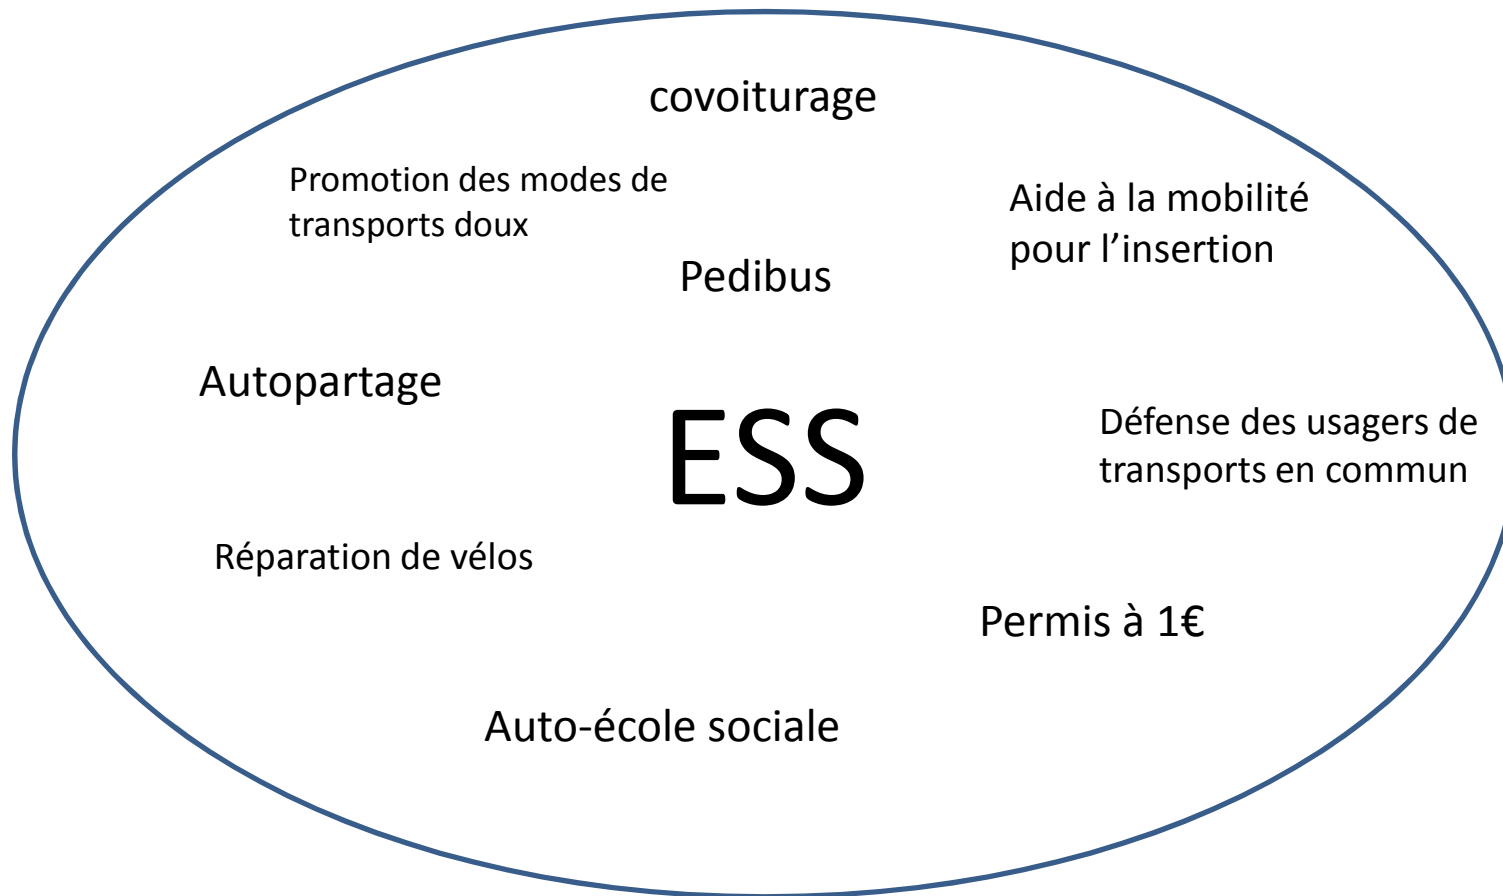 covoiturage
Promotion des modes de
transports doux
Aide à la mobilité
pour l’insertion
Pedibus
Autopartage
ESS
Défense des usagers de
transports en commun
Réparation de vélos
Permis à 1€
Auto-école sociale